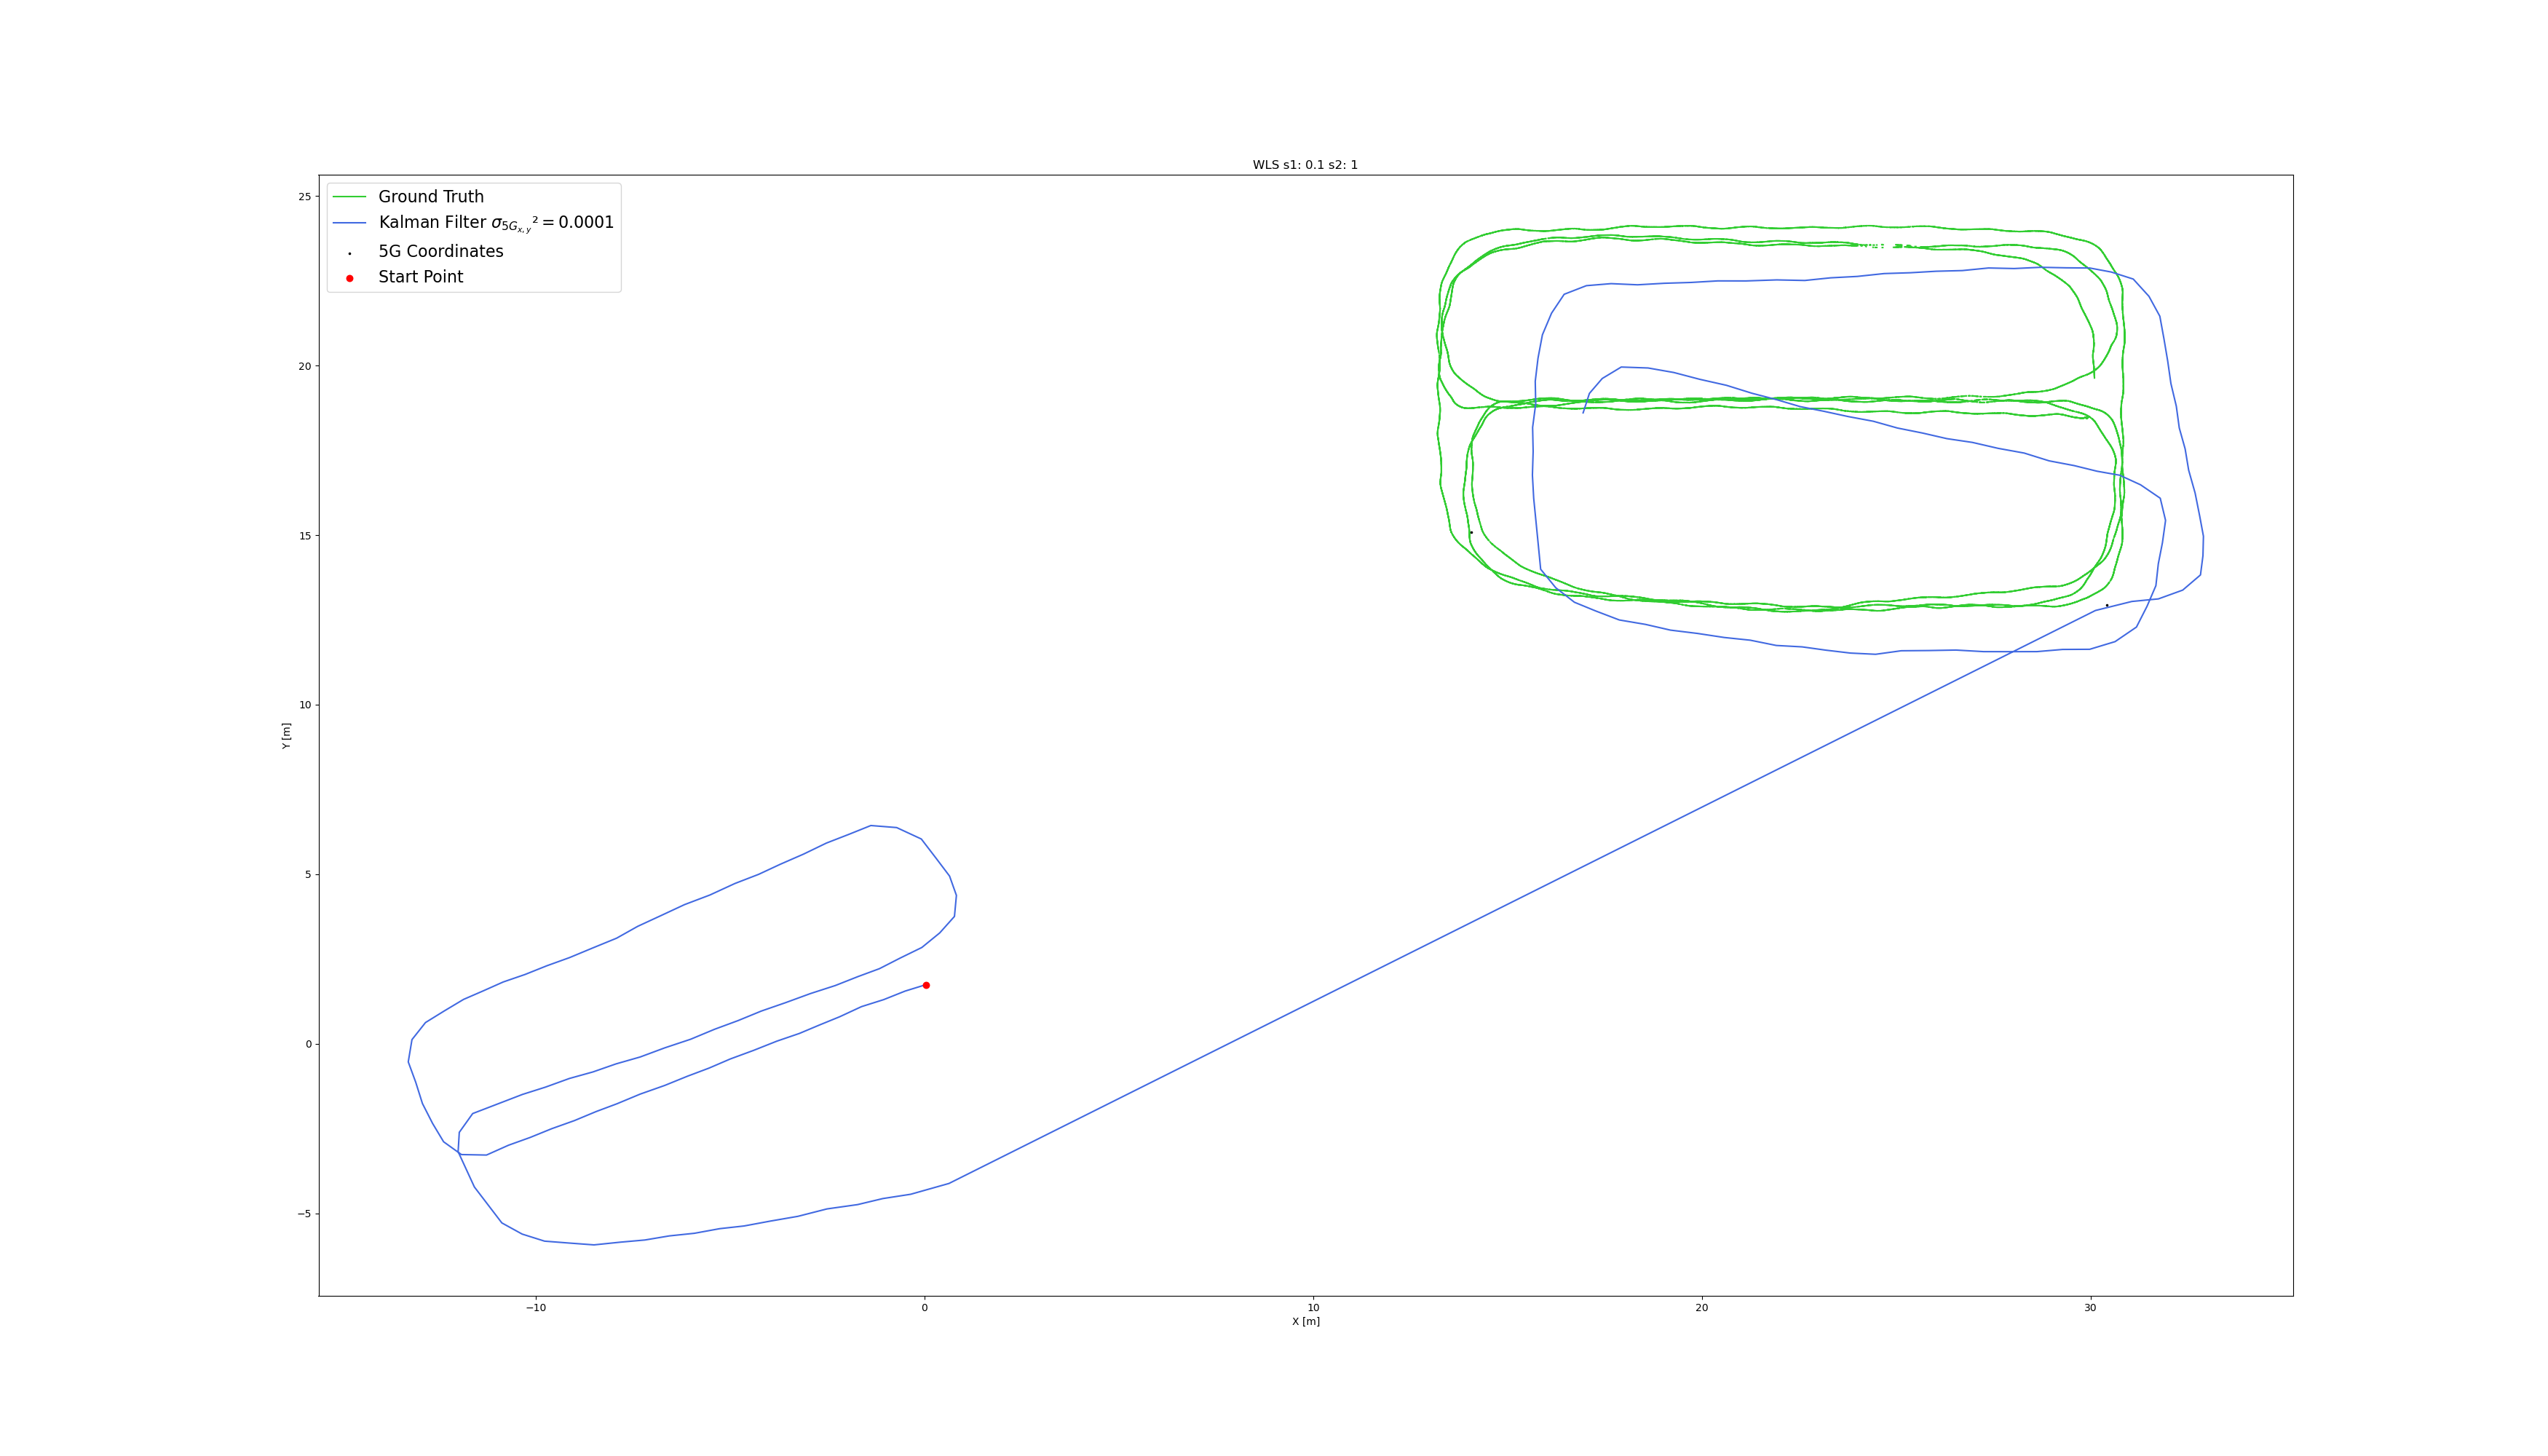 WLS s1: 0.1 s2: 1
Ground Truth
Kalman Filter σ5Gx,y² = 0.0001
5G Coordinates
Start Point
25
20
15
10
5
0
−5
Y [m]
−10
0
10
20
30
X [m]